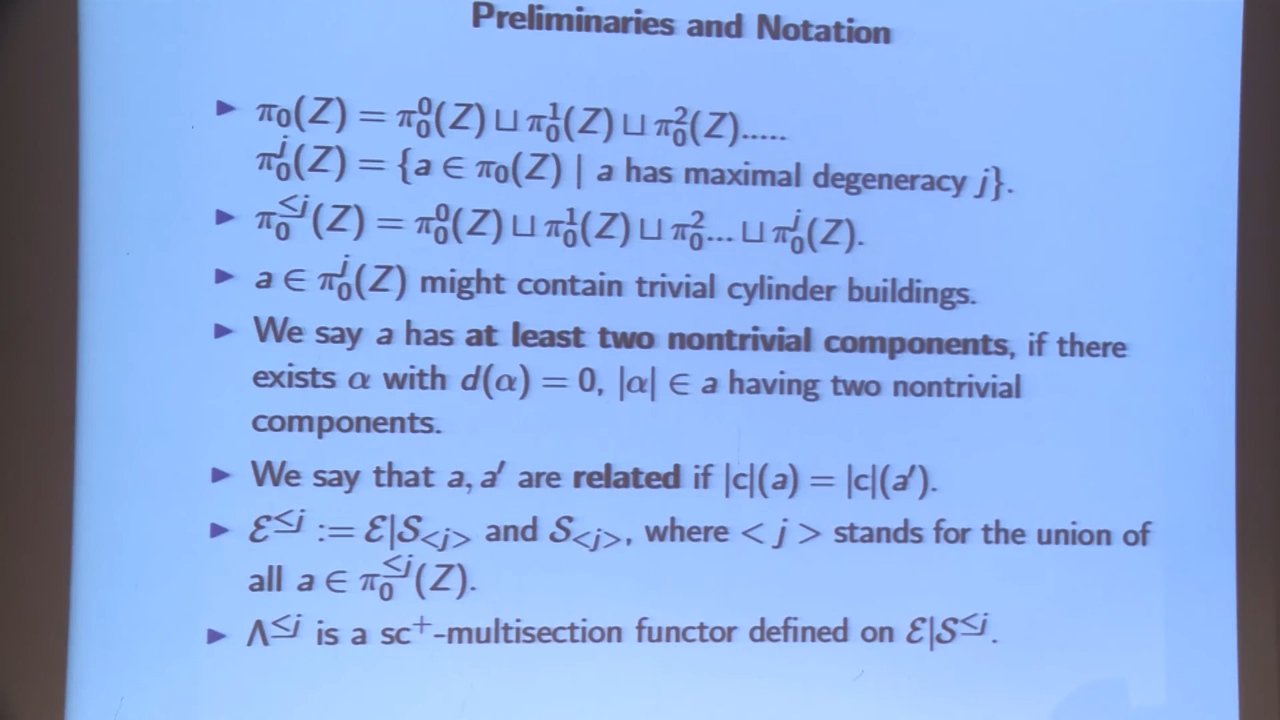 Preliminaries and Notation
▶ π₀(Z) = π₀⁰(Z) ⊔ π₀¹(Z) ⊔ π₀²(Z).....
π₀ʲ(Z) = {a ∈ π₀(Z) | a has maximal degeneracy j}.
▶ π₀^{≤j}(Z) = π₀⁰(Z) ⊔ π₀¹(Z) ⊔ π₀²... ⊔ π₀ʲ(Z).
▶ a ∈ π₀ʲ(Z) might contain trivial cylinder buildings.
▶ We say a has at least two nontrivial components, if there
exists α with d(α) = 0, |α| ∈ a having two nontrivial
components.
▶ We say that a, a′ are related if |c|(a) = |c|(a′).
▶ ℰ^{≤j} := ℰ|S_{<j>} and S_{<j>}, where < j > stands for the union of
all a ∈ π₀^{≤j}(Z).
▶ Λ^{≤j} is a sc⁺-multisection functor defined on ℰ|S^{≤j}.